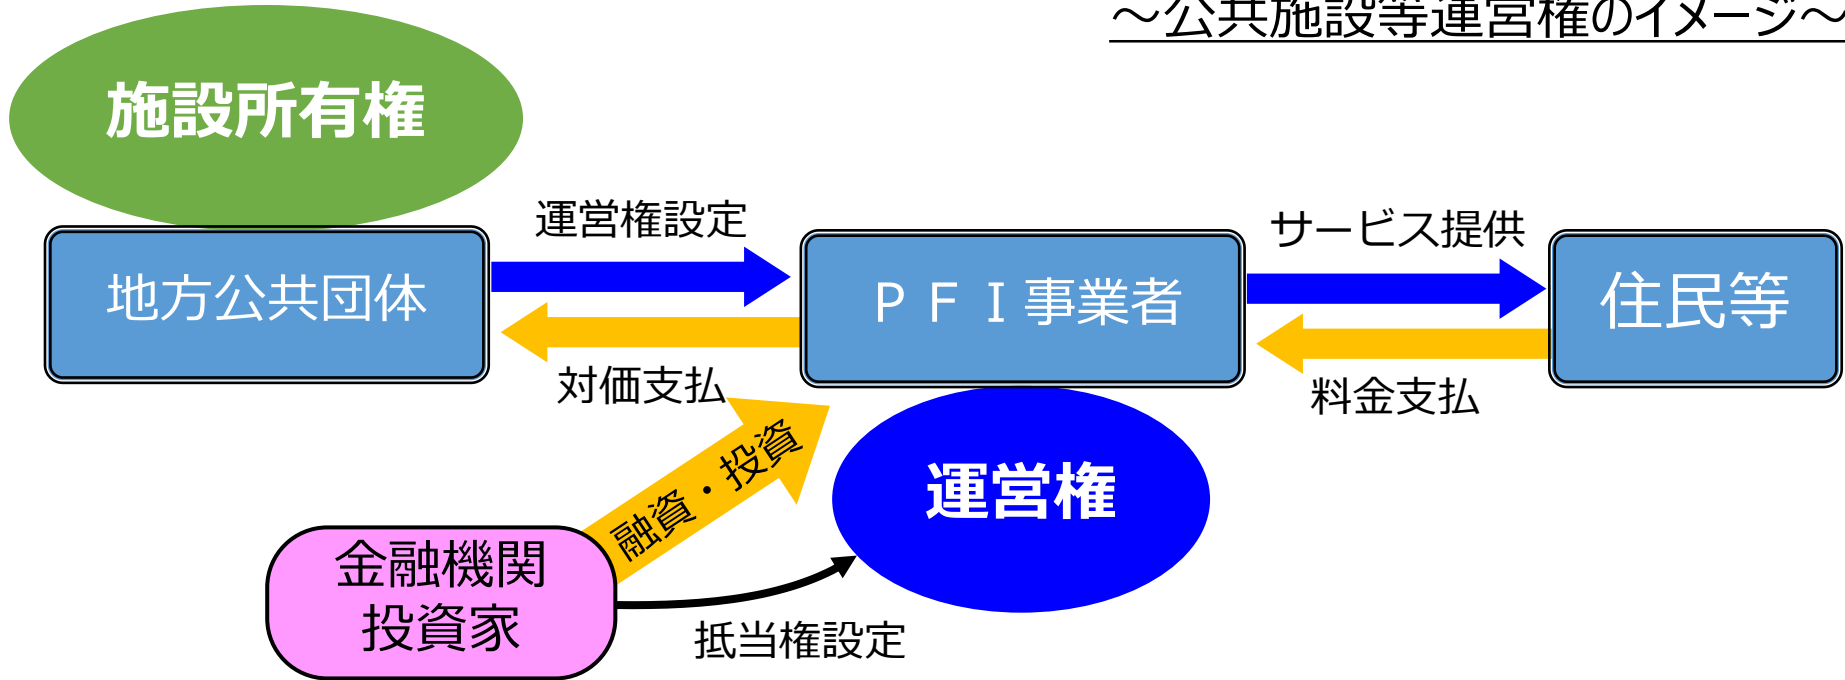 ～公共施設等運営権のイメージ～
施設所有権
運営権設定
サービス提供
地方公共団体
ＰＦＩ事業者
住民等
対価支払
料金支払
融資・投資
運営権
金融機関
投資家
抵当権設定